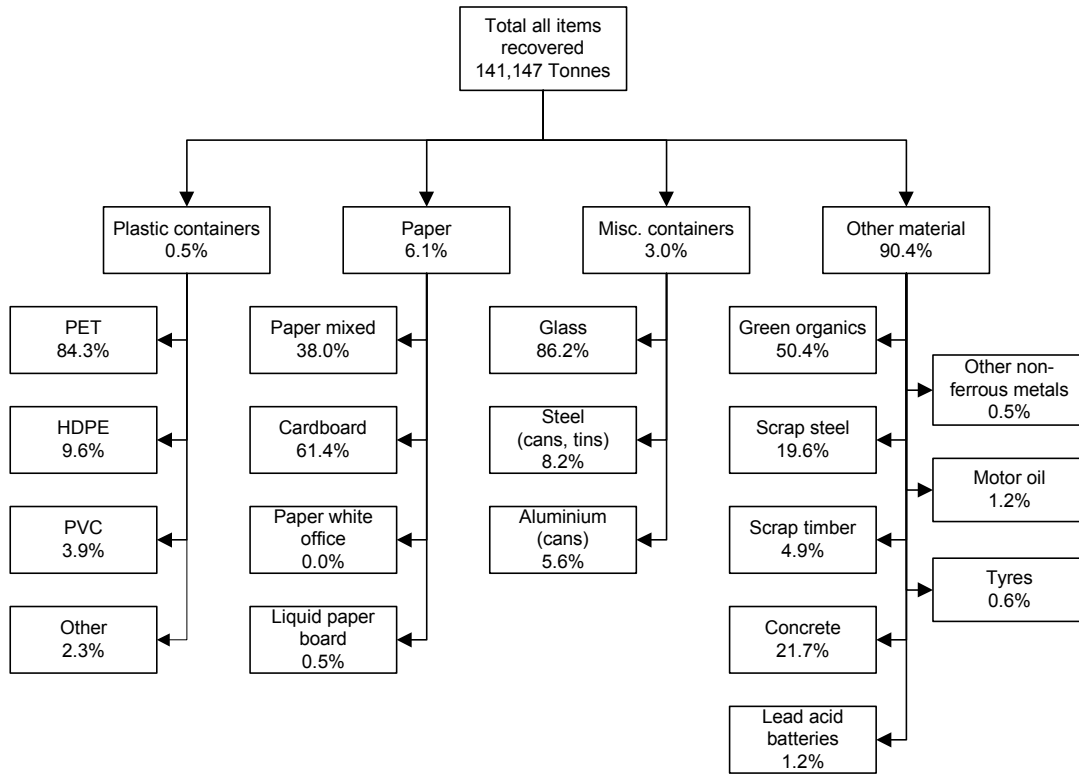 Total all items
recovered
141,147 Tonnes
Plastic containers
0.5%
Paper
6.1%
Misc. containers
3.0%
Other material
90.4%
PET
84.3%
HDPE
9.6%
PVC
3.9%
Other
2.3%
Paper mixed
38.0%
Cardboard
61.4%
Paper white
office
0.0%
Liquid paper
board
0.5%
Glass
86.2%
Steel
(cans, tins)
8.2%
Aluminium
(cans)
5.6%
Green organics
50.4%
Scrap steel
19.6%
Scrap timber
4.9%
Concrete
21.7%
Lead acid
batteries
1.2%
Other non-
ferrous metals
0.5%
Motor oil
1.2%
Tyres
0.6%